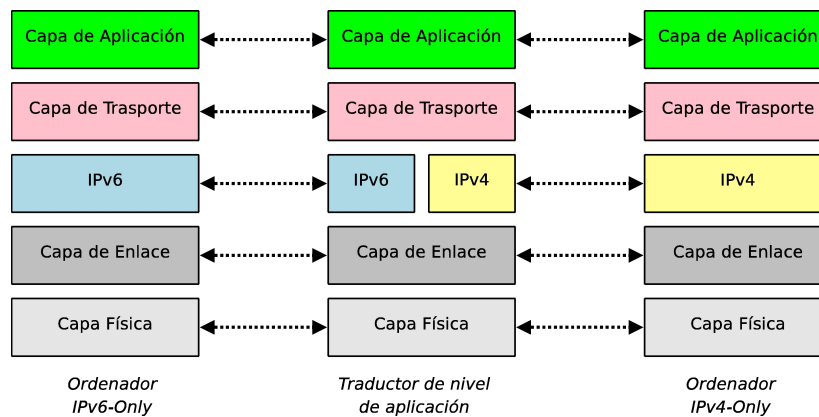 Capa de Aplicación
Capa de Aplicación
Capa de Aplicación
Capa de Trasporte
Capa de Trasporte
Capa de Trasporte
IPv6
IPv6
IPv4
IPv4
Capa de Enlace
Capa de Enlace
Capa de Enlace
Capa Física
Capa Física
Capa Física
Ordenador
IPv6-Only
Traductor de nivel
de aplicación
Ordenador
IPv4-Only